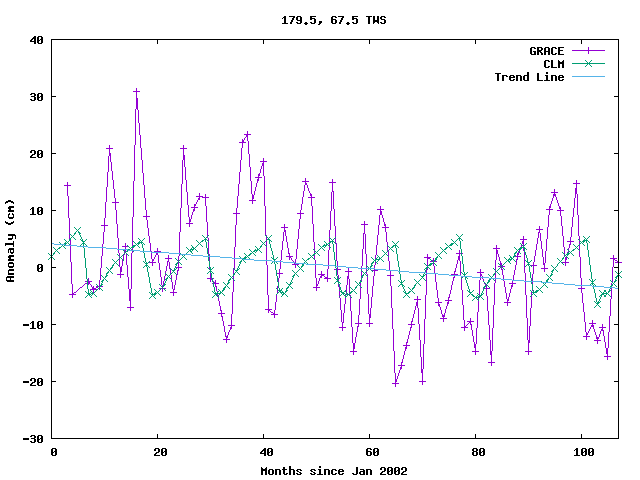 179.5, 67.5 TWS
GRACE
CLM
Trend Line
Anomaly (cm)
40
30
20
10
0
-10
-20
-30
0 20 40 60 80 100
Months since Jan 2002